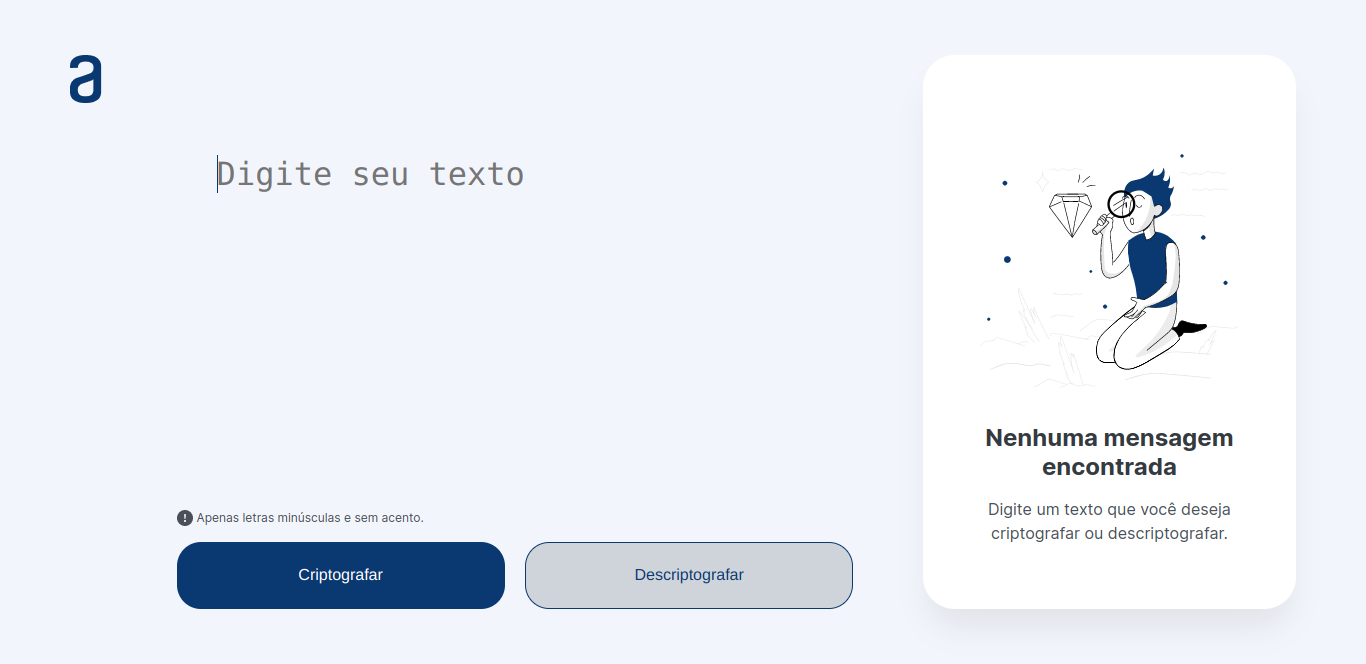 a
Digite seu texto
Apenas letras minúsculas e sem acento.
Criptografar
Descriptografar
Nenhuma mensagem
encontrada
Digite um texto que você deseja
criptografar ou descriptografar.